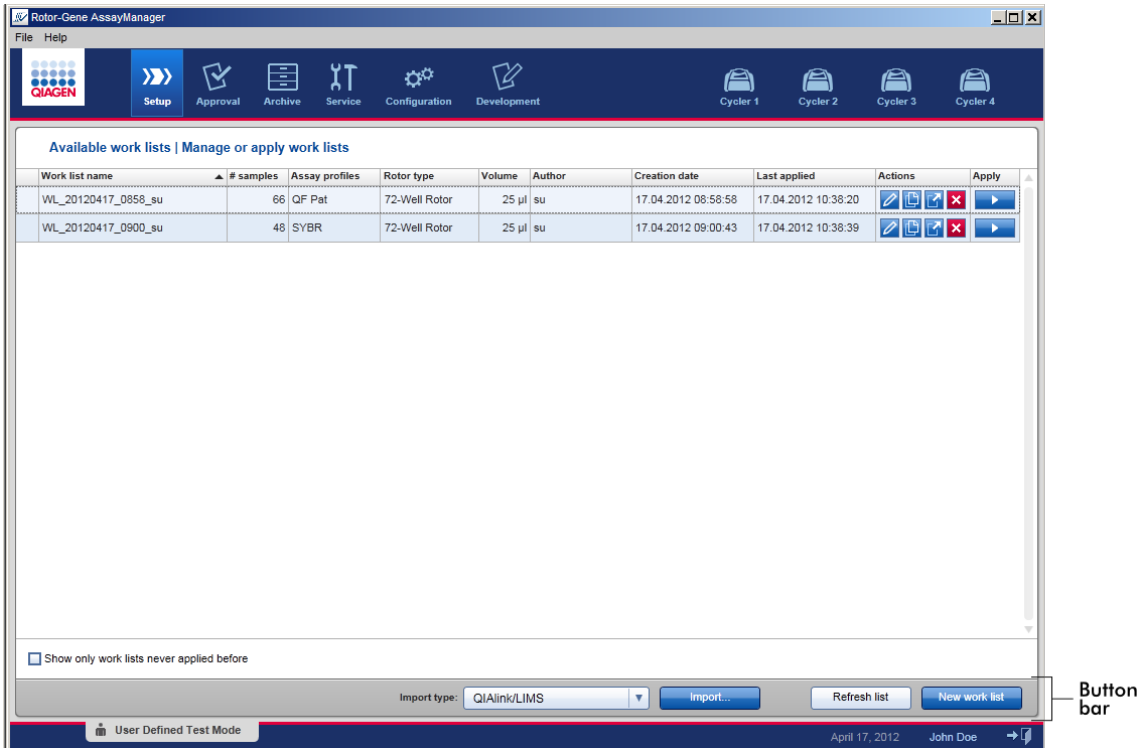 Rotor-Gene AssayManager
File Help
QIAGEN
Setup Approval Archive Service Configuration Development Cycler 1 Cycler 2 Cycler 3 Cycler 4
Available work lists | Manage or apply work lists
Work list name # samples Assay profiles Rotor type Volume Author Creation date Last applied Actions Apply
WL_20120417_0858_su 66 QF Pat 72-Well Rotor 25 µl su 17.04.2012 08:58:58 17.04.2012 10:38:20
WL_20120417_0900_su 48 SYBR 72-Well Rotor 25 µl su 17.04.2012 09:00:43 17.04.2012 10:38:39
Show only work lists never applied before
Import type: QIAlink/LIMS Import... Refresh list New work list
Button
bar
User Defined Test Mode April 17, 2012 John Doe